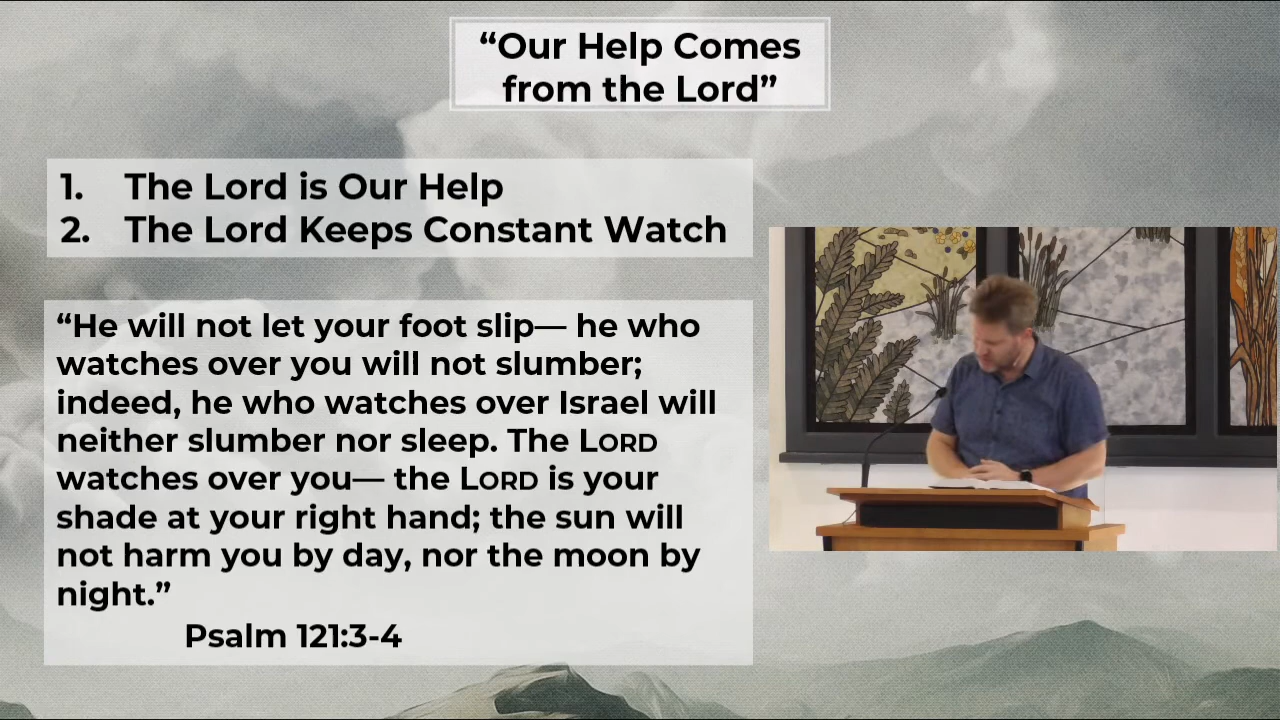 “Our Help Comes
from the Lord”
1. The Lord is Our Help
2. The Lord Keeps Constant Watch
“He will not let your foot slip— he who
watches over you will not slumber;
indeed, he who watches over Israel will
neither slumber nor sleep. The LORD
watches over you— the LORD is your
shade at your right hand; the sun will
not harm you by day, nor the moon by
night.”
Psalm 121:3-4